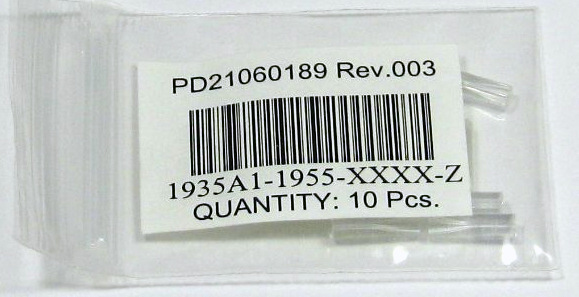 PD21060189 Rev.003
1935A1-1955-XXXX-Z
QUANTITY: 10 Pcs.